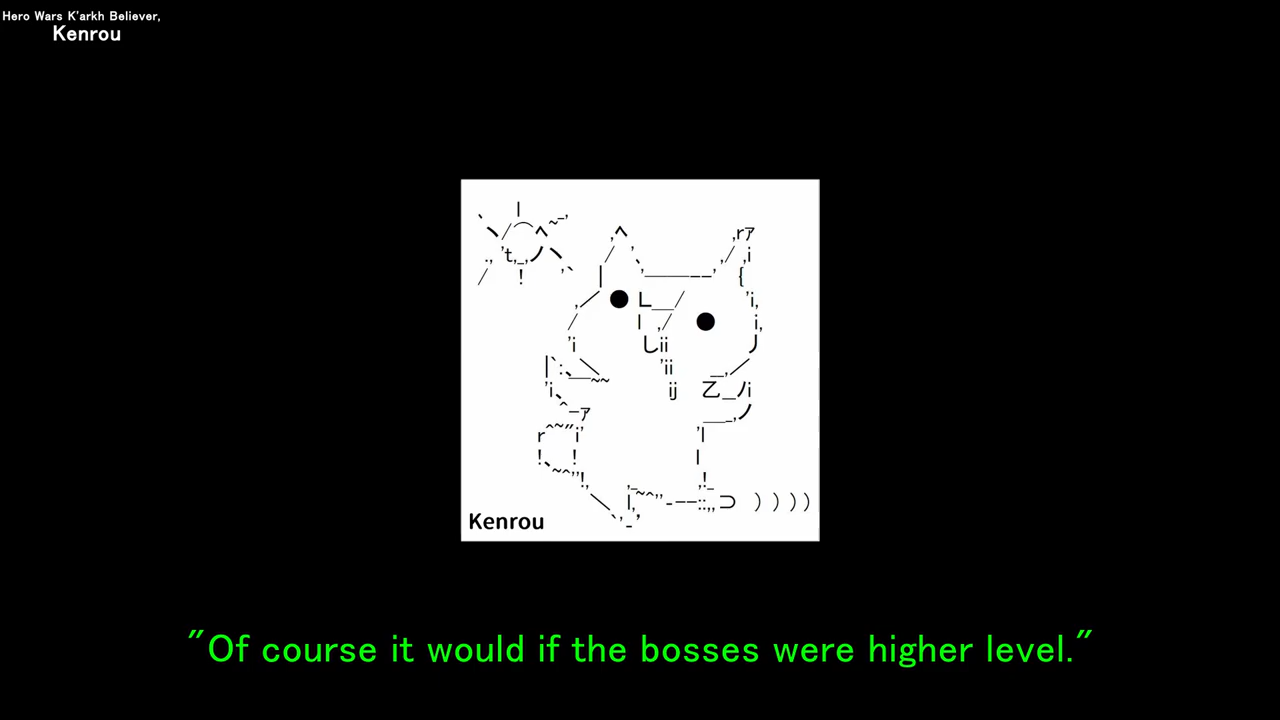 Hero Wars K'arkh Believer,
Kenrou
Kenrou
"Of course it would if the bosses were higher level."